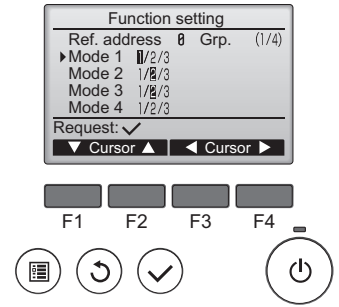 Function setting
Ref. address 0 Grp. (1/4)
Mode 1 1/2/3
Mode 2 1/2/3
Mode 3 1/2/3
Mode 4 1/2/3
Request: ✓
▼ Cursor ▲ ◀ Cursor ▶
F1 F2 F3 F4